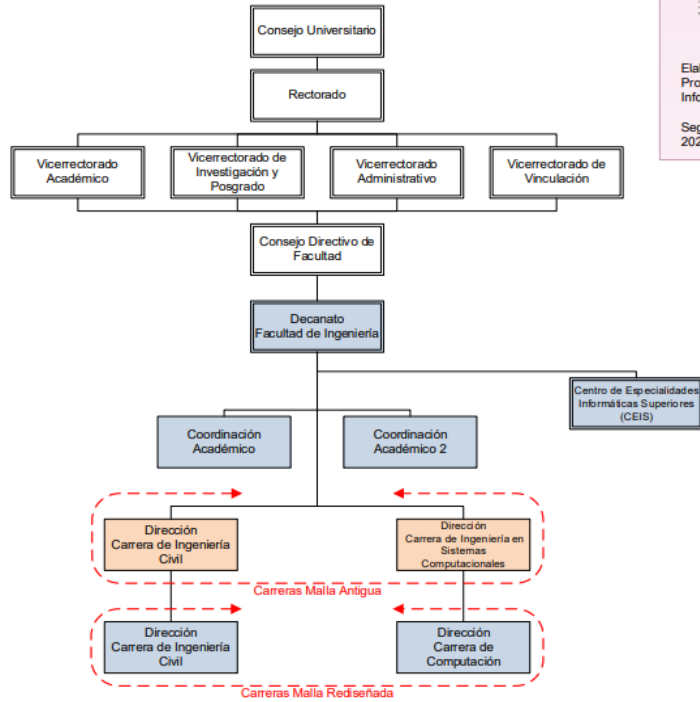 Consejo Universitario
Rectorado
Vicerrectorado
Académico
Vicerrectorado de
Investigación y
Posgrado
Vicerrectorado
Administrativo
Vicerrectorado de
Vinculación
Consejo Directivo de
Facultad
Decanato
Facultad de Ingeniería
Centro de Especialidades
Informáticas Superiores
(CEIS)
Coordinación
Académico
Coordinación
Académico 2
Dirección
Carrera de Ingeniería
Civil
Dirección
Carrera de Ingeniería en
Sistemas
Computacionales
Carreras Malla Antigua
Dirección
Carrera de Ingeniería
Civil
Dirección
Carrera de
Computación
Carreras Malla Rediseñada